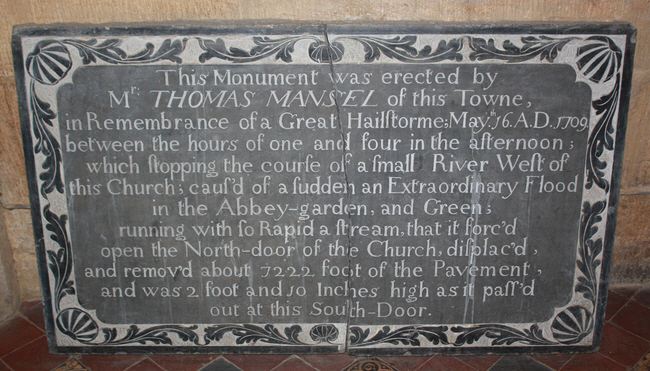 This Monument was erected by
Mr. THOMAS MANSEL of this Towne,
in Remembrance of a Great Hailstorme; May. 16. A.D. 1709,
between the hours of one and four in the afternoon;
which ſtopping the courſe of a ſmall River Weſt of
this Church; cauſ'd of a ſudden an Extraordinary Flood
in the Abbey-garden, and Green;
running with ſo Rapid a ſtream, that it forc'd
open the North-door of the Church, diſplac'd,
and remov'd about 7222 foot of the Pavement,
and was 2 foot and 10 Inches high as it paſſ'd
out at this South-Door.